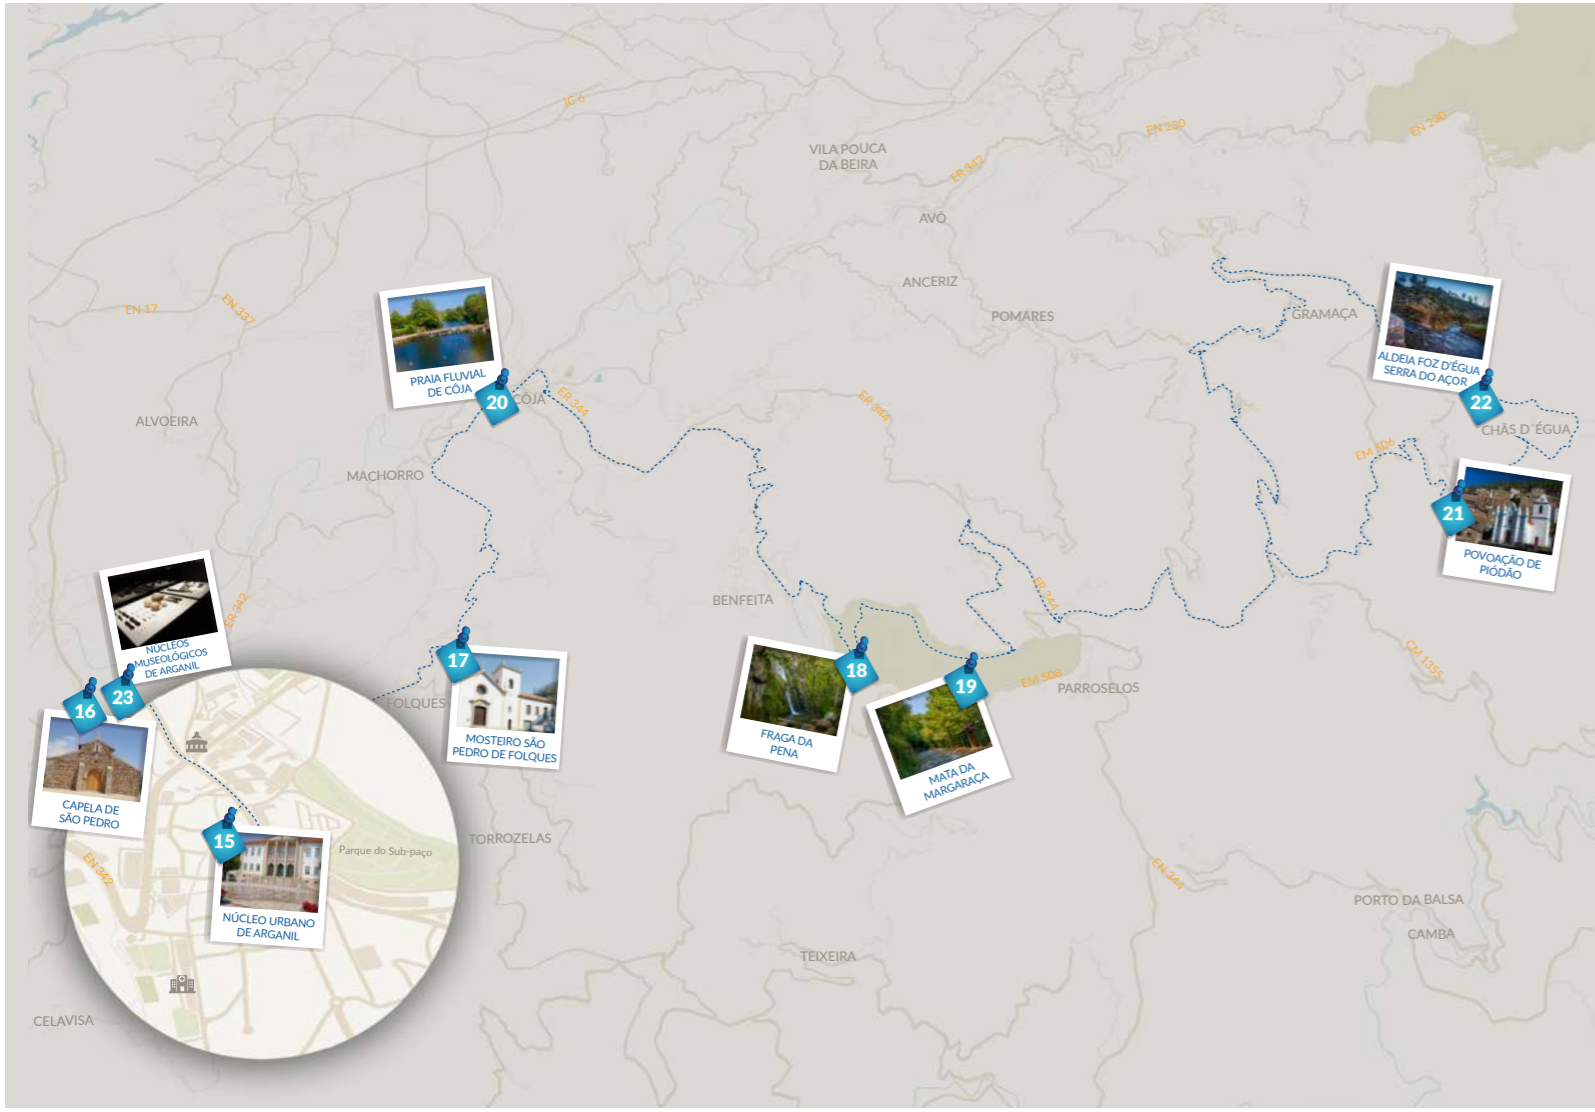 IC 6
EN 230
EN 230
VILA POUCA
DA BEIRA
ER 342
AVÔ
ANCERIZ
POMARES
GRAMAÇA
EN 17
EN 337
PRAIA FLUVIAL
DE CÔJA
20
CÔJA
ER 344
ER 344
ALDEIA FOZ D'ÉGUA
SERRA DO AÇOR
22
CHÃS D´ÉGUA
ALVOEIRA
MACHORRO
EM 506
21
POVOAÇÃO DE
PIÓDÃO
NÚCLEOS
MUSEOLÓGICOS
DE ARGANIL
ER 342
23
16
CAPELA DE
SÃO PEDRO
17
FOLQUES
MOSTEIRO SÃO
PEDRO DE FOLQUES
BENFEITA
ER 344
18
FRAGA DA
PENA
19
MATA DA
MARGARAÇA
EM 508
PARROSELOS
CM 1355
15
NÚCLEO URBANO
DE ARGANIL
Parque do Sub-paço
EN 342
TORROZELAS
EN 344
PORTO DA BALSA
CAMBA
TEIXEIRA
CELAVISA